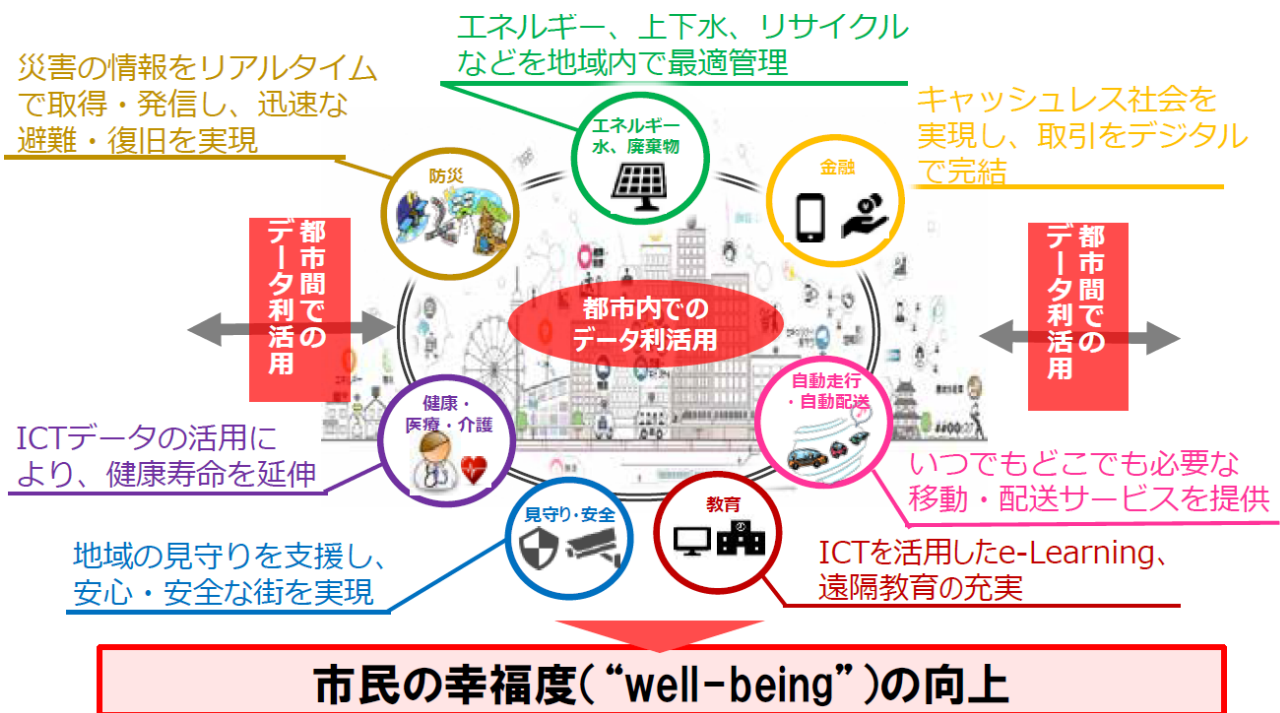 エネルギー、上下水、リサイクル
などを地域内で最適管理
災害の情報をリアルタイム
で取得・発信し、迅速な
避難・復旧を実現
キャッシュレス社会を
実現し、取引をデジタル
で完結
エネルギー
水、廃棄物
防災
金融
都市間での
データ利活用
都市内での
データ利活用
都市間での
データ利活用
自動走行
・自動配送
健康・
医療・介護
ICTデータの活用に
より、健康寿命を延伸
いつでもどこでも必要な
移動・配送サービスを提供
見守り・安全
教育
地域の見守りを支援し、
安心・安全な街を実現
ICTを活用したe-Learning、
遠隔教育の充実
市民の幸福度(“well-being”)の向上